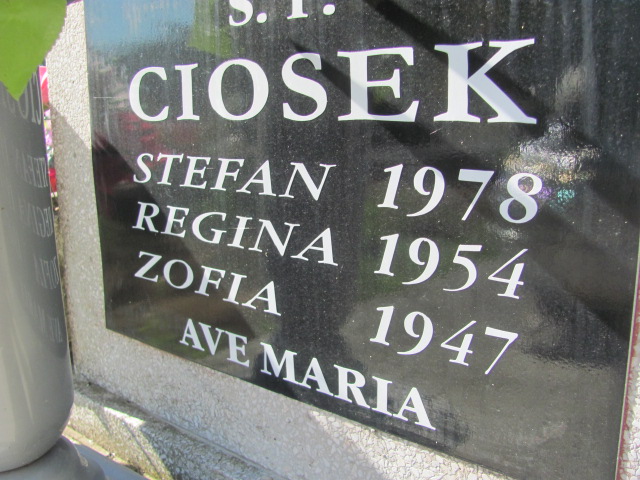 Ś. P.
CIOSEK
STEFAN 1978
REGINA 1954
ZOFIA 1947
AVE MARIA